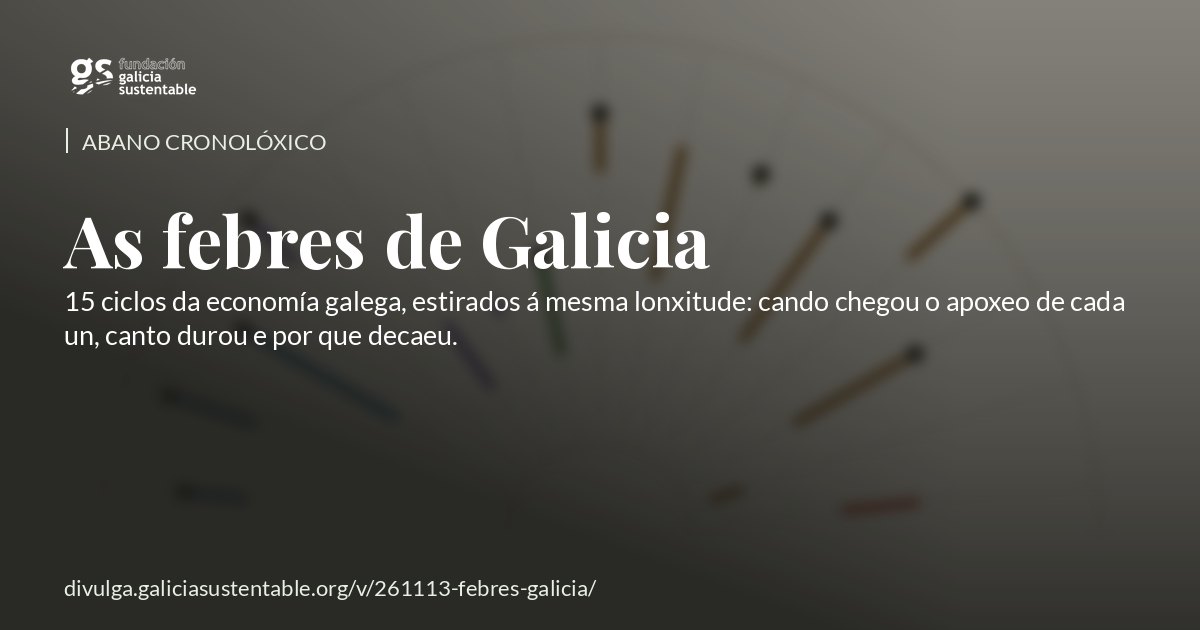 gs fundación
galicia
sustentable
ABANO CRONOLÓXICO
As febres de Galicia
15 ciclos da economía galega, estirados á mesma lonxitude: cando chegou o apoxeo de cada
un, canto durou e por que decaeu.
divulga.galiciasustentable.org/v/261113-febres-galicia/